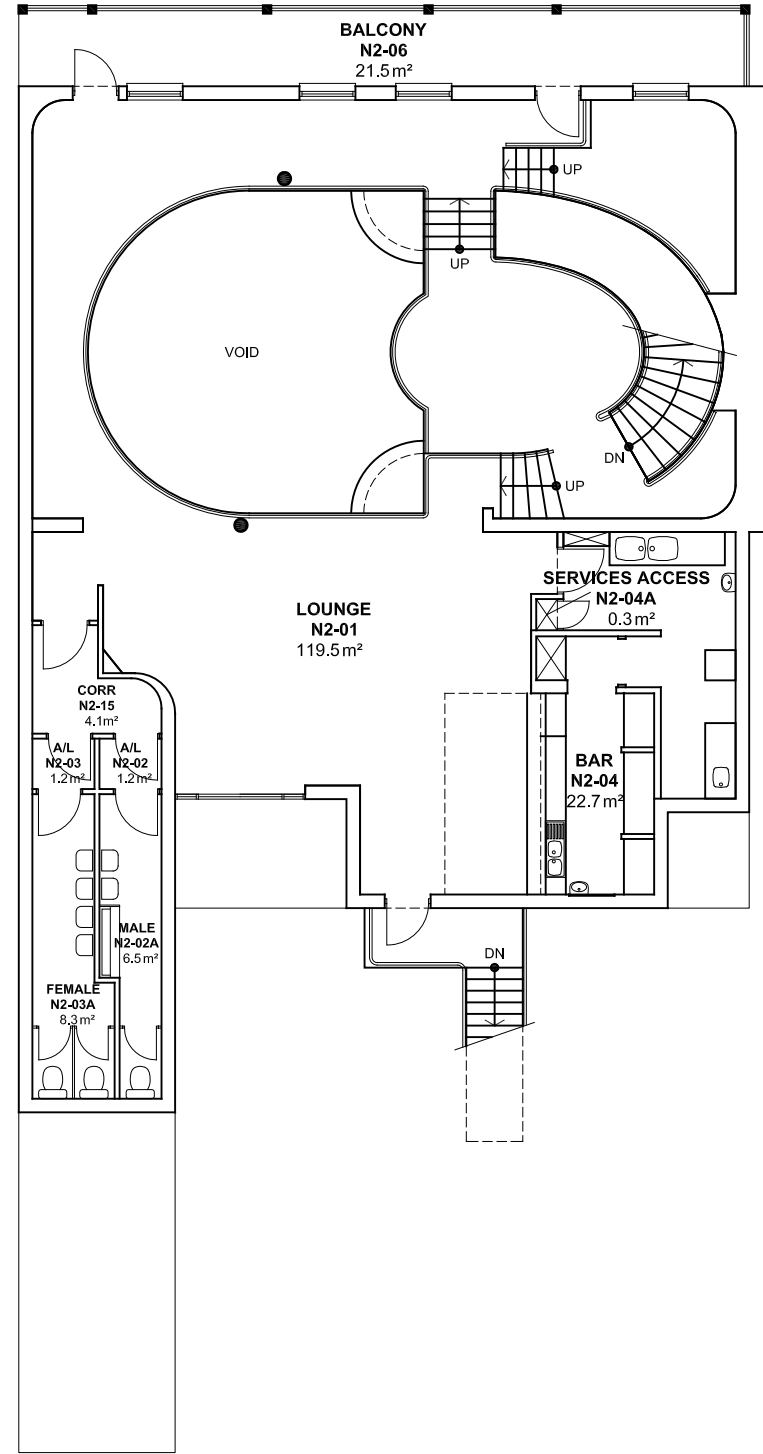 BALCONY
N2-06
21.5m²
UP
UP
VOID
DN
UP
SERVICES ACCESS
N2-04A
0.3m²
LOUNGE
N2-01
119.5m²
CORR
N2-15
4.1m²
A/L
N2-03
1.2m²
A/L
N2-02
1.2m²
BAR
N2-04
22.7m²
MALE
N2-02A
6.5m²
FEMALE
N2-03A
8.3m²
DN